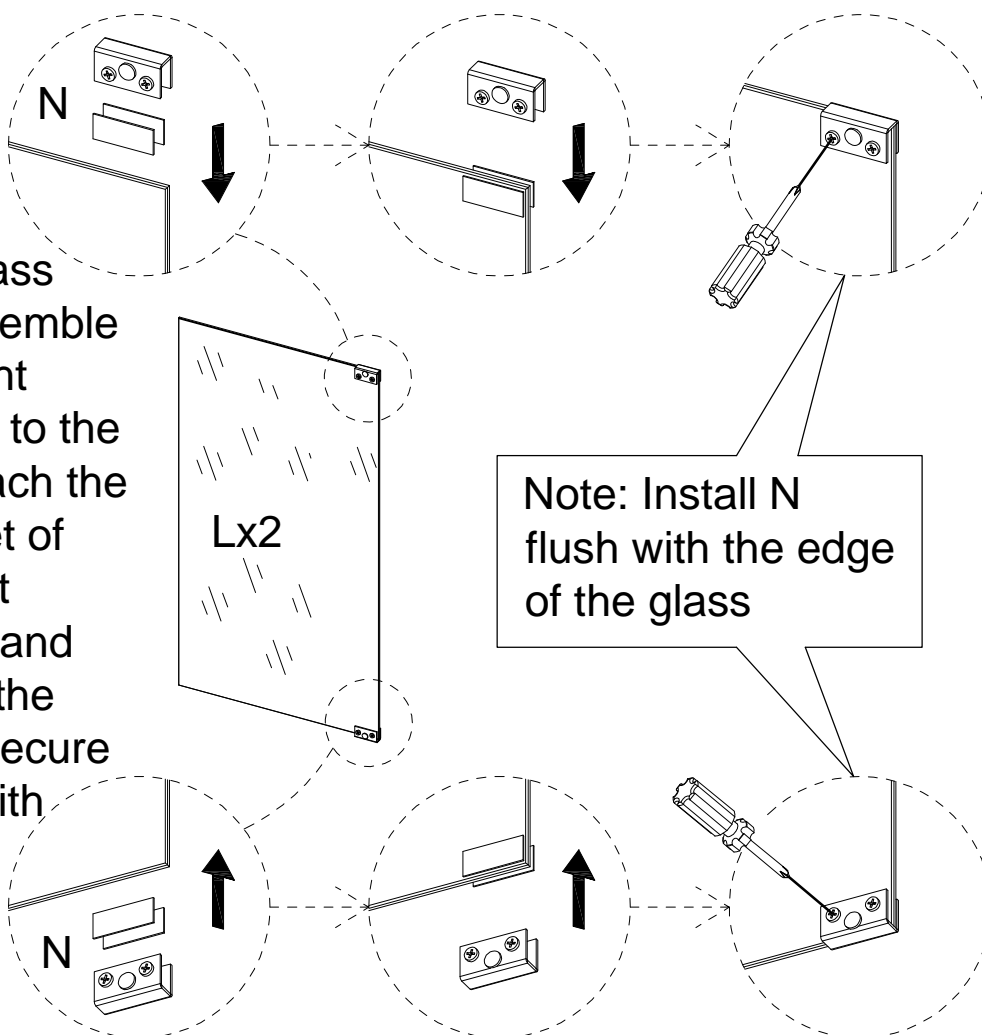 N
ass
emble
nt
to the
ach the
et of
t
and
the
ecure
ith
Lx2
Note: Install N
flush with the edge
of the glass
N